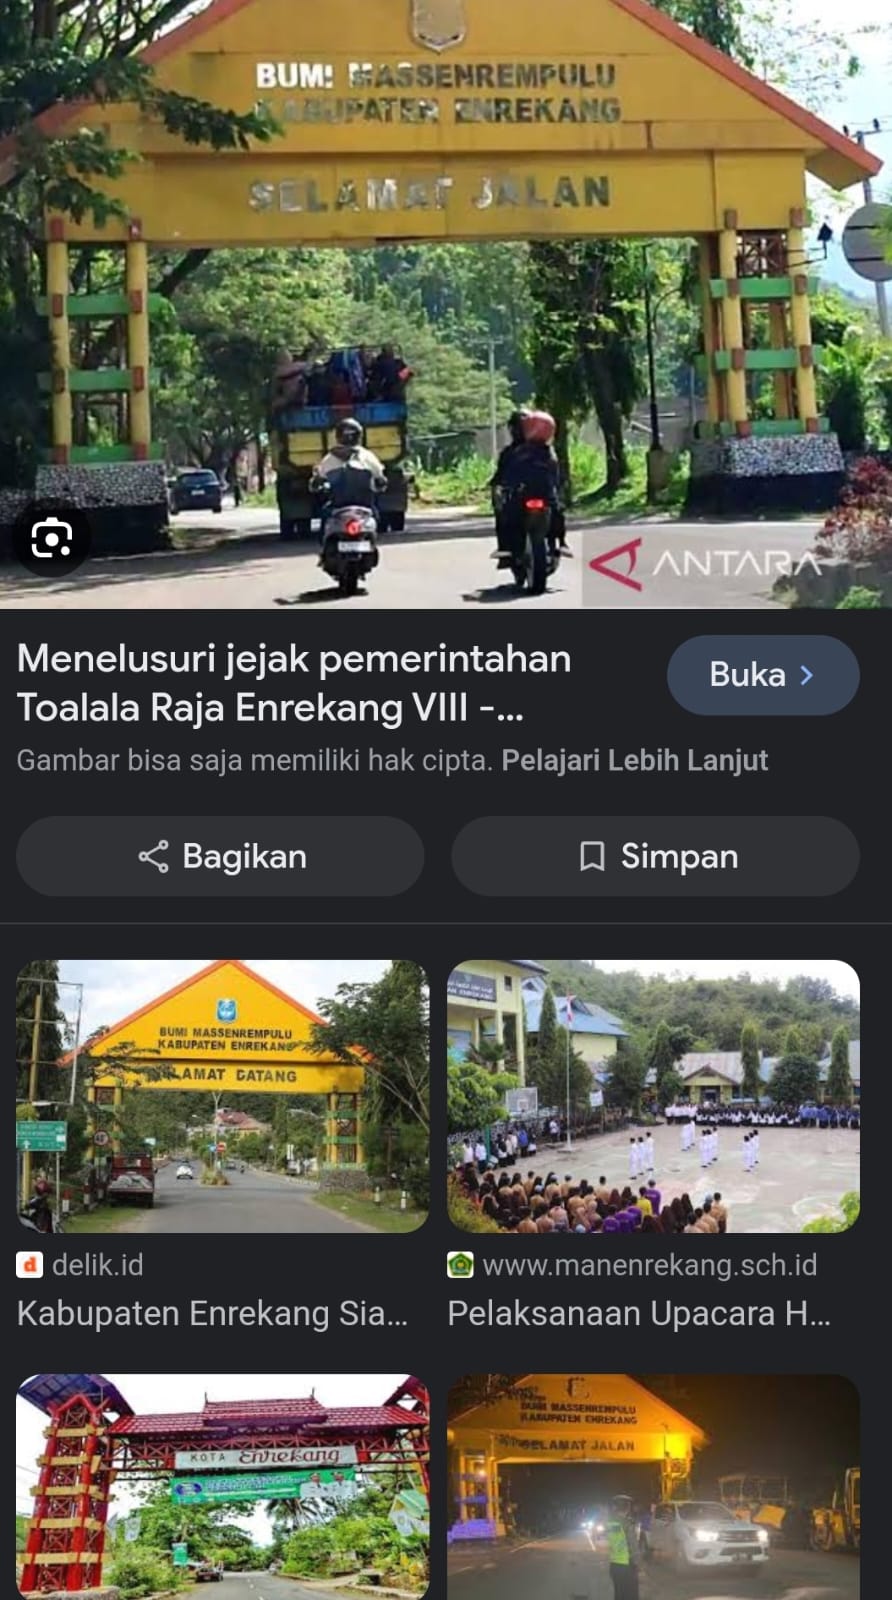 BUMI MASSENREMPULU
KABUPATEN ENREKANG
SELAMAT JALAN
ANTARA
Menelusuri jejak pemerintahan
Toalala Raja Enrekang VIII -...
Buka
Gambar bisa saja memiliki hak cipta. Pelajari Lebih Lanjut
Bagikan
Simpan
BUMI MASSENREMPULU
KABUPATEN ENREKANG
SELAMAT DATANG
d delik.id
Kabupaten Enrekang Sia...
www.manenrekang.sch.id
Pelaksanaan Upacara H...
KOTA Enrekang
BUMI MASSENREMPULU
KABUPATEN ENREKANG
SELAMAT JALAN